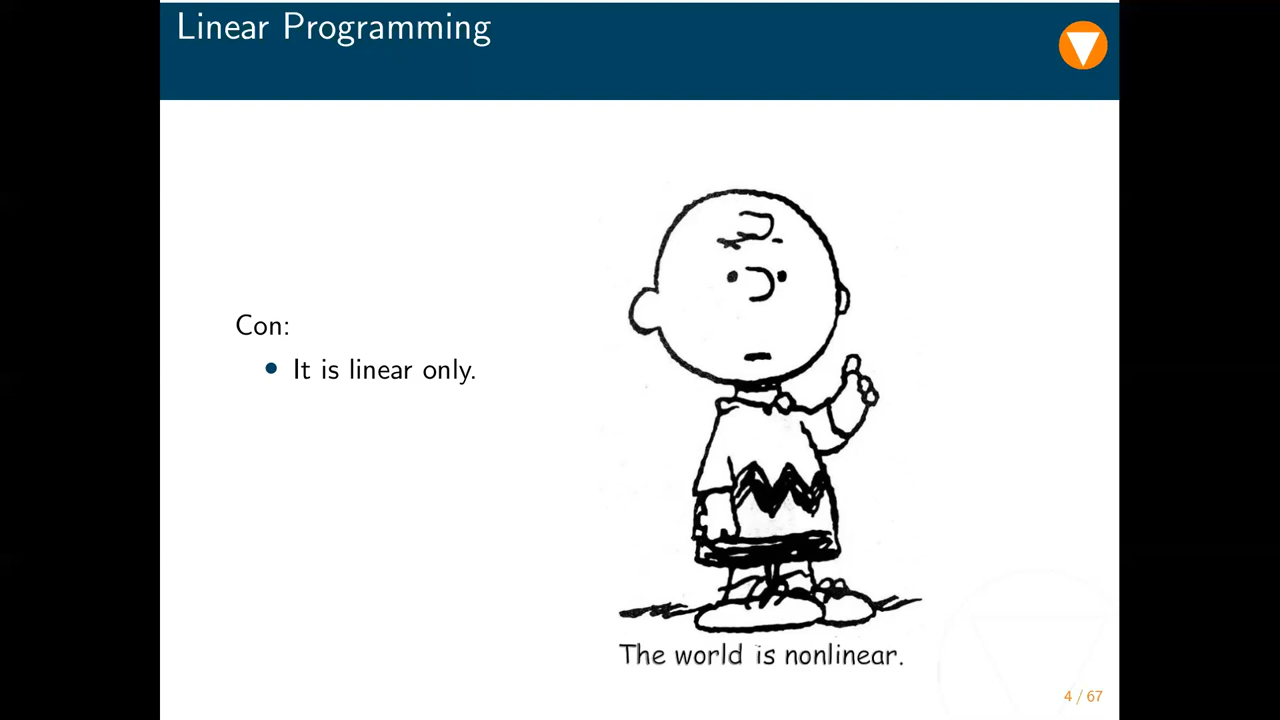 Linear Programming
Con:
• It is linear only.
The world is nonlinear.
4 / 67